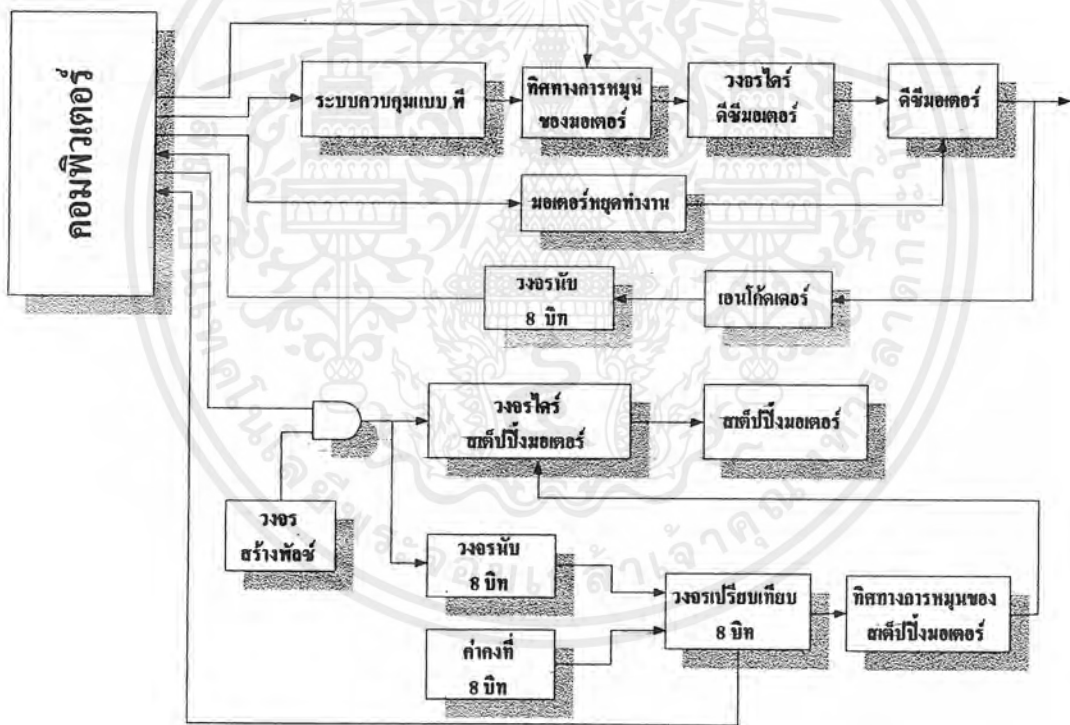 คอมพิวเตอร์
ระบบควบคุมแบบ พี
ทิศทางการหมุน
ของมอเตอร์
วงจรไดร์
ดีซีมอเตอร์
ดีซีมอเตอร์
มอเตอร์หยุดทำงาน
วงจรนับ
8 บิท
เอนโก้ดเตอร์
วงจรไดร์
สเต็ปปิ้งมอเตอร์
สเต็ปปิ้งมอเตอร์
วงจร
สร้างพัลซ์
วงจรนับ
8 บิท
วงจรเปรียบเทียบ
8 บิท
ทิศทางการหมุนของ
สเต็ปปิ้งมอเตอร์
ค่าคงที่
8 บิท